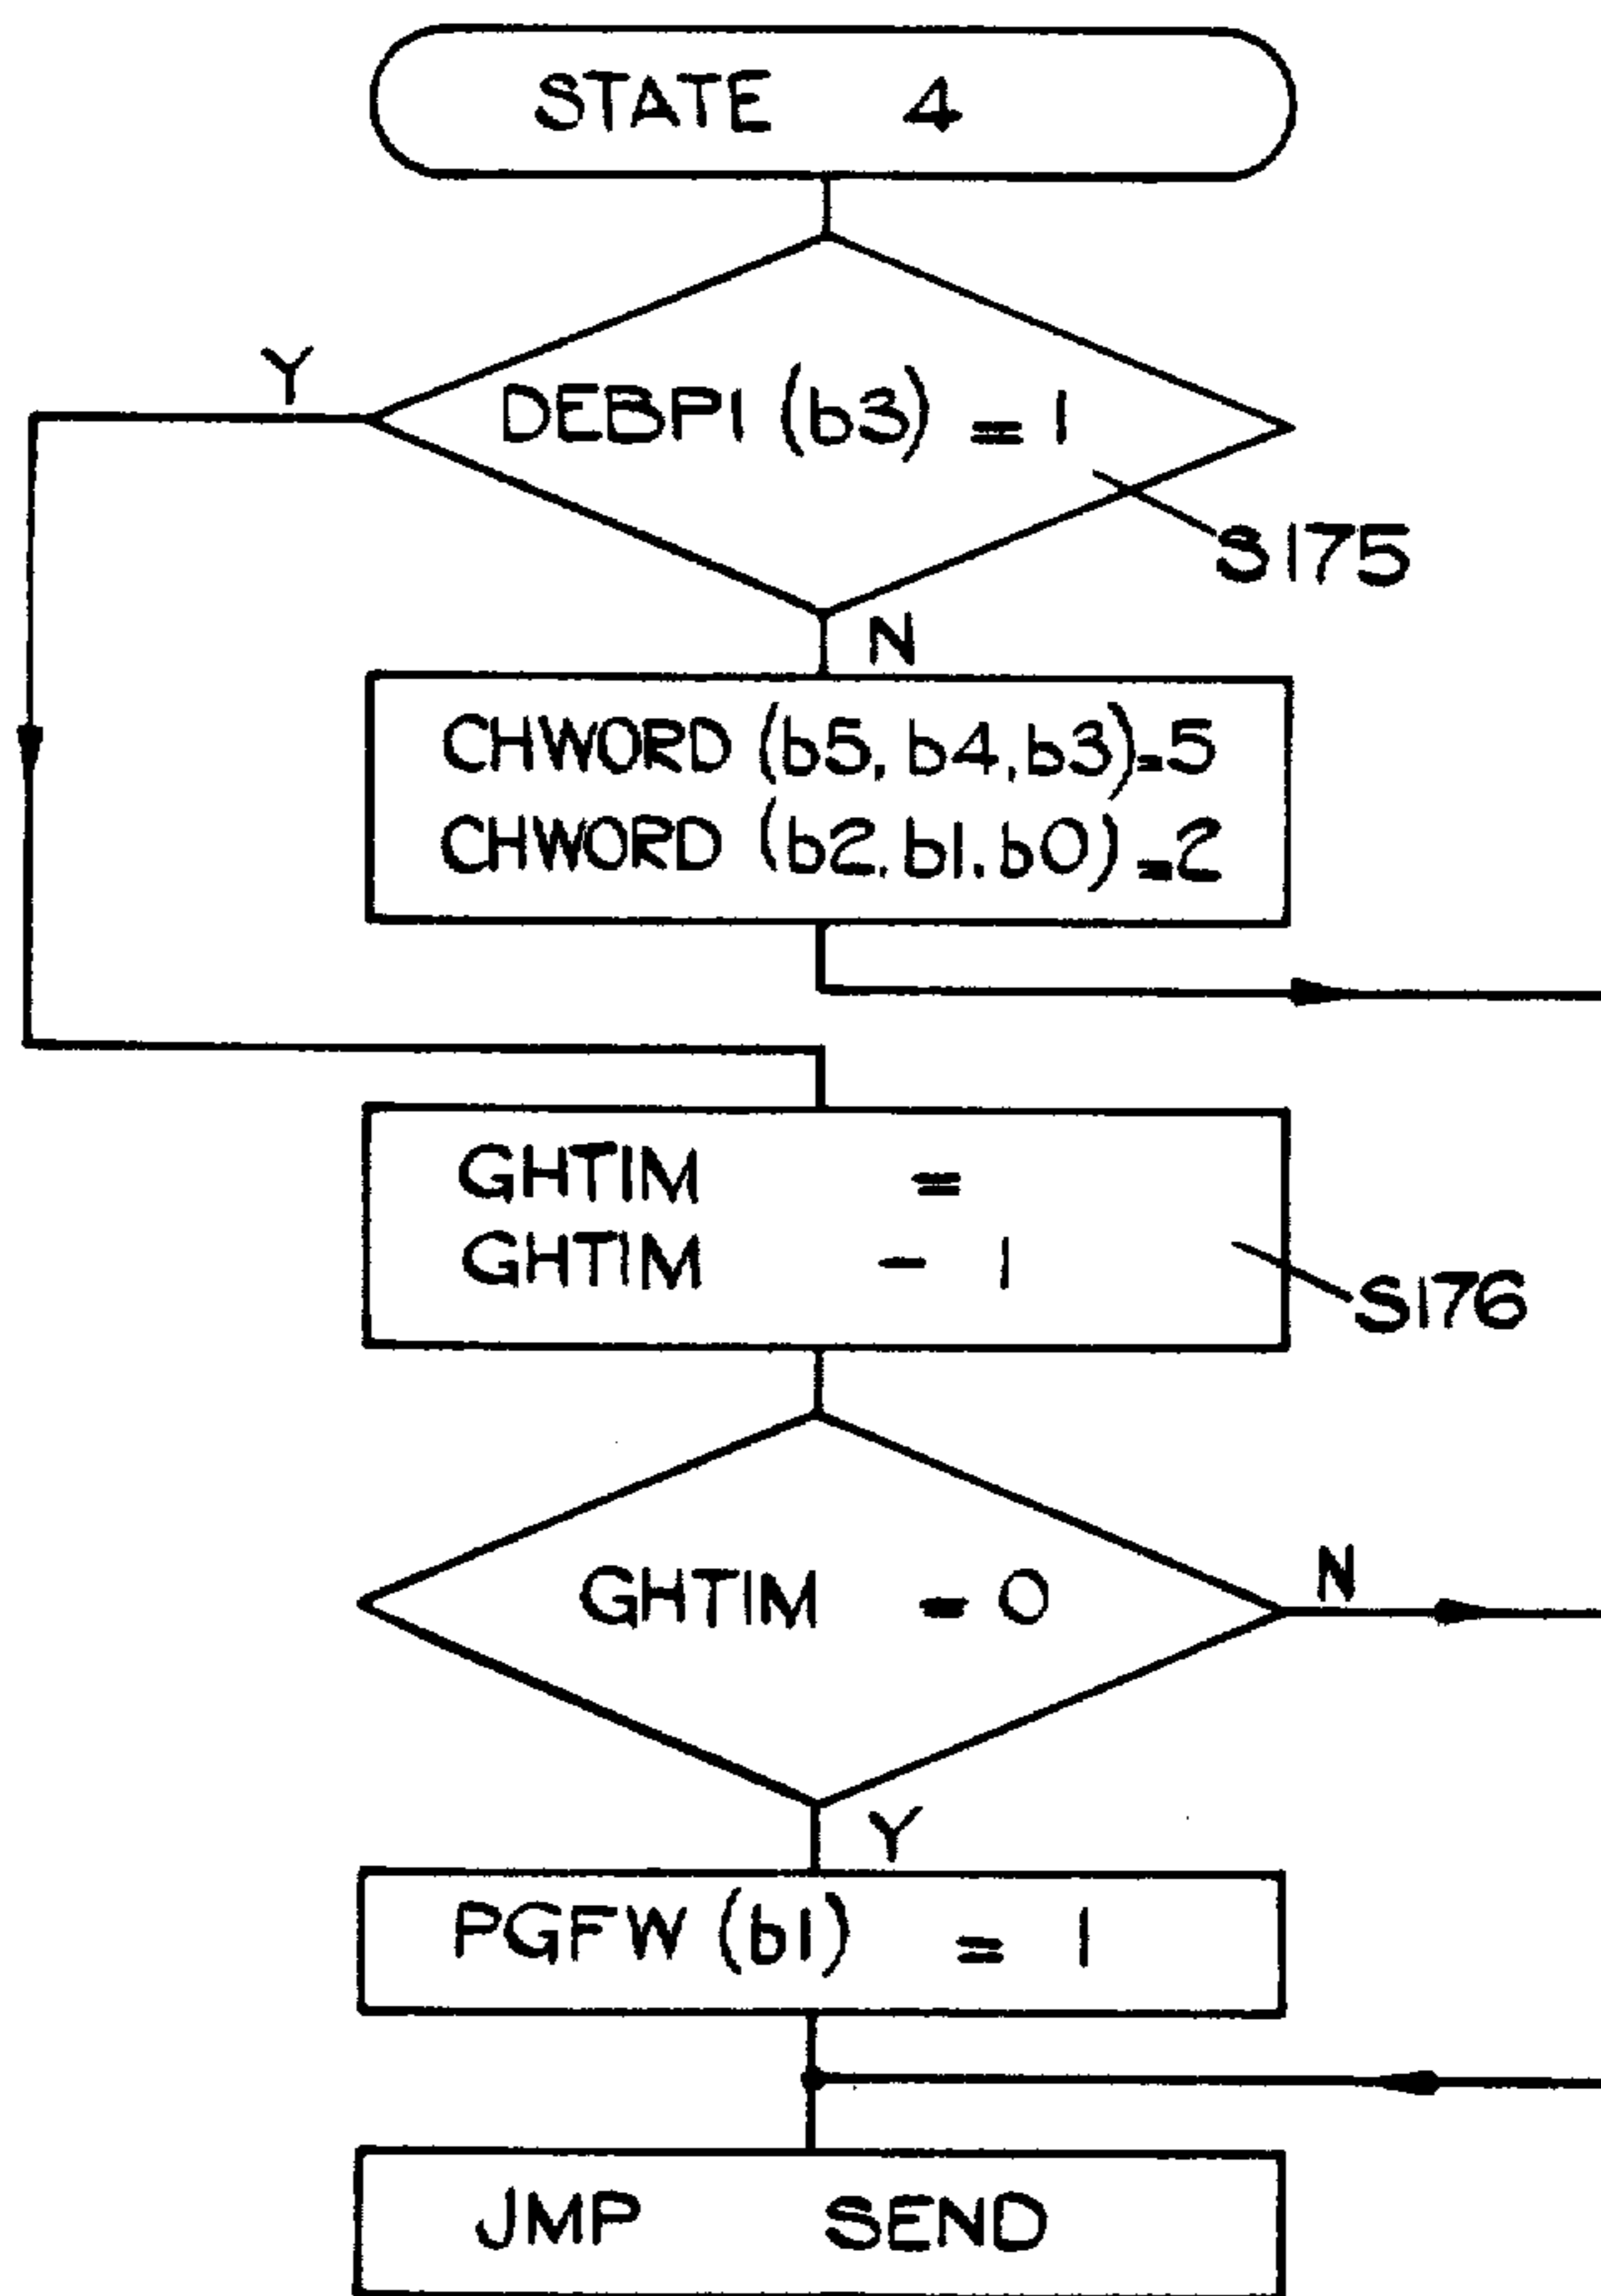 STATE 4
Y
DEBP1 (b3) = 1
S175
N
CHWORD (b5, b4, b3)=5
CHWORD (b2, b1, b0)=2
GHTIM =
GHTIM - 1
S176
GHTIM = 0
N
Y
PGFW (b1) = 1
JMP SEND